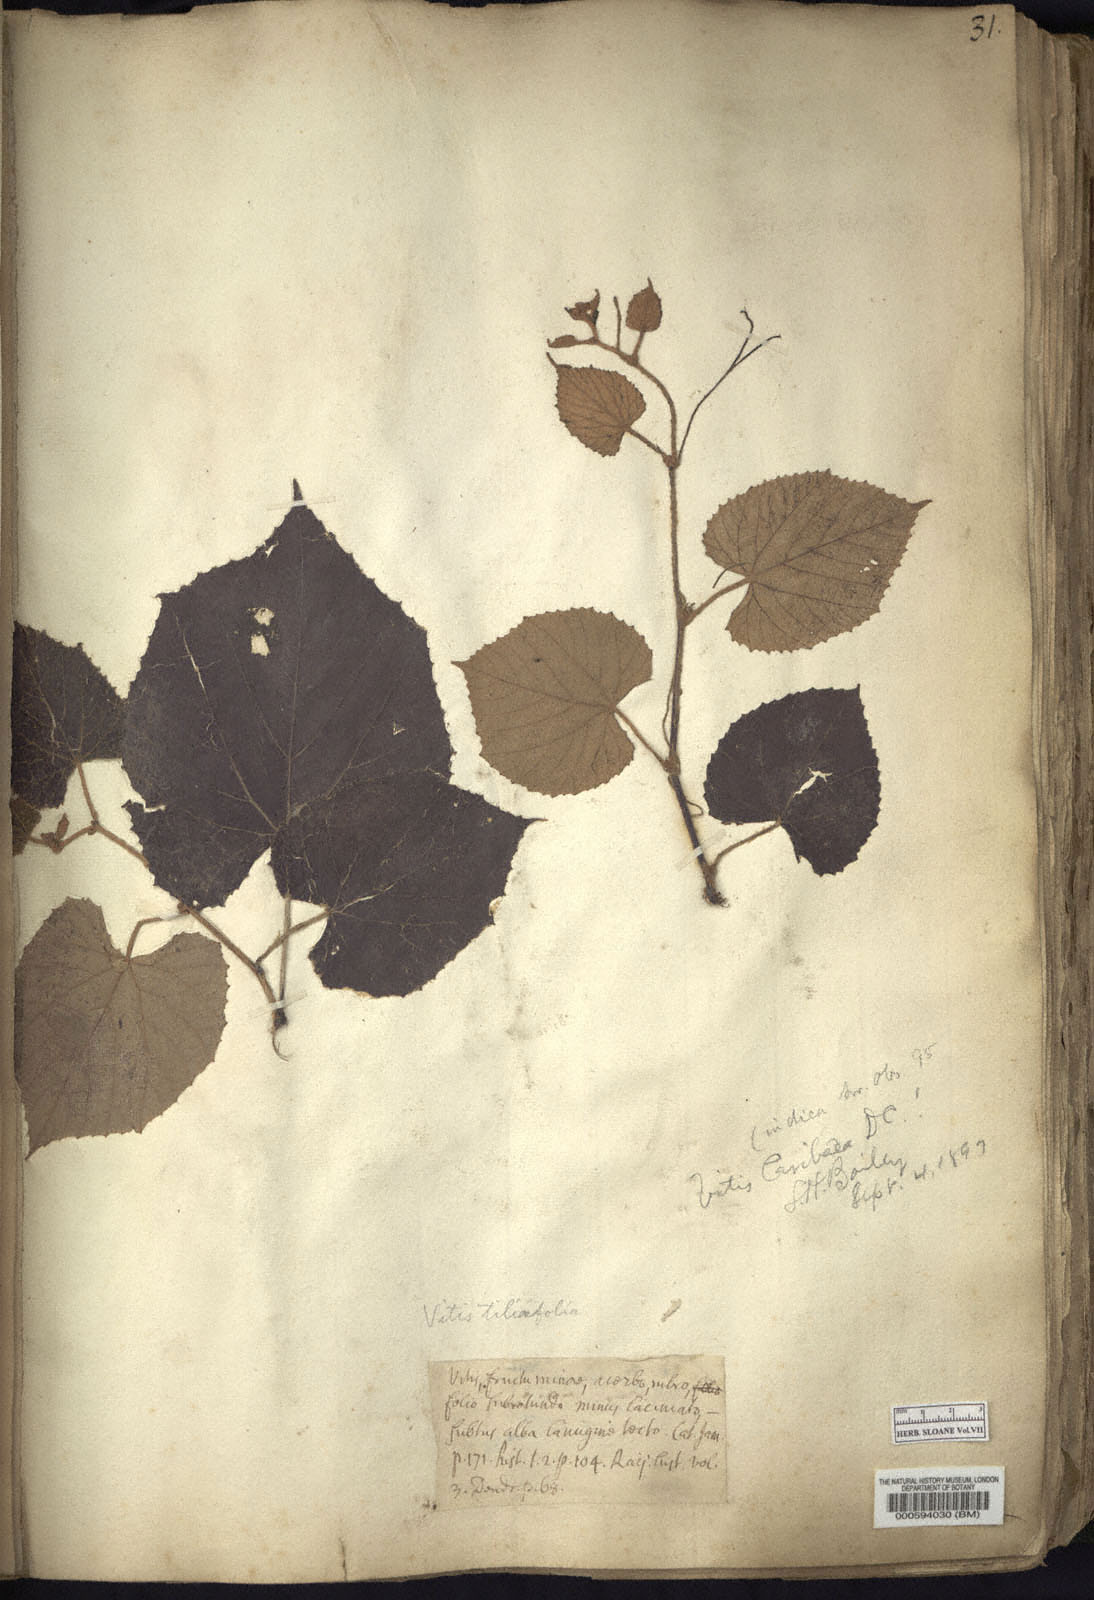 31.
(indica Sw. Obs. 95
Vitis Caribaea DC.!
L.H. Bailey
Sept. 4, 1897
Vitis tiliaefolia
Vitis, fructu minore, acerbo, rubro, folio
folio subrotundo minus laciniato
subtus alba lanugine tecto. Cat. Jam.
p. 171. hist. t. 2. p. 104. Raij. hist. vol.
3. Dendr. p. 68.
mm 1 2 3
HERB. SLOANE Vol.VII
THE NATURAL HISTORY MUSEUM, LONDON
DEPARTMENT OF BOTANY
000594030 (BM)